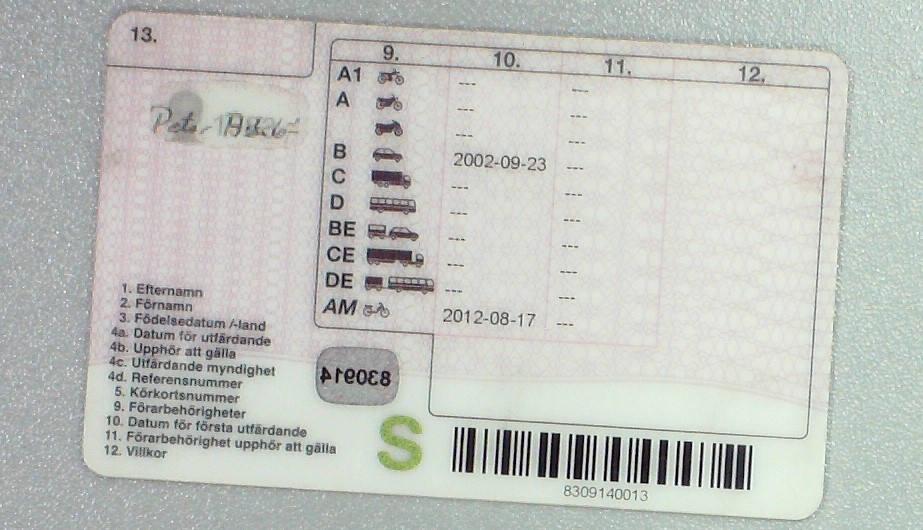 13.
9. 10. 11. 12.
A1 --- ---
A --- ---
--- ---
B 2002-09-23 ---
C --- ---
D --- ---
BE --- ---
CE --- ---
DE --- ---
AM 2012-08-17 ---
1. Efternamn
2. Förnamn
3. Födelsedatum /-land
4a. Datum för utfärdande
4b. Upphör att gälla
4c. Utfärdande myndighet
4d. Referensnummer
5. Körkortsnummer
9. Förarbehörigheter
10. Datum för första utfärdande
11. Förarbehörighet upphör att gälla
12. Villkor
830914
S
8309140013